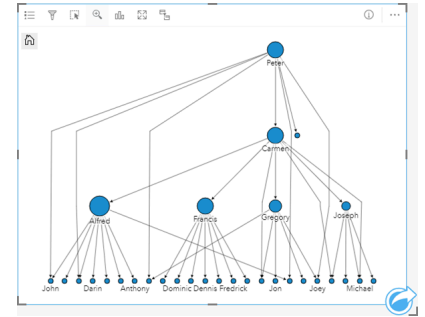 Peter
Carmen
Alfred
Francis
Gregory
Joseph
John Darin Anthony Dominic Dennis Fredrick Jon Joey Michael